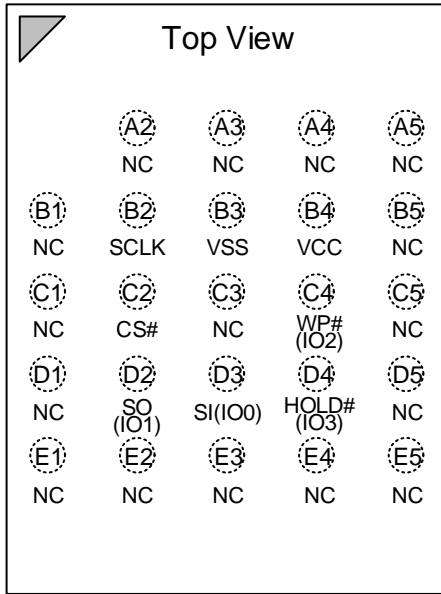 Top View
A2 A3 A4 A5
NC NC NC NC
B1 B2 B3 B4 B5
NC SCLK VSS VCC NC
C1 C2 C3 C4 C5
NC CS# NC WP# NC
(IO2)
D1 D2 D3 D4 D5
NC SO SI(IO0) HOLD# NC
(IO1) (IO3)
E1 E2 E3 E4 E5
NC NC NC NC NC